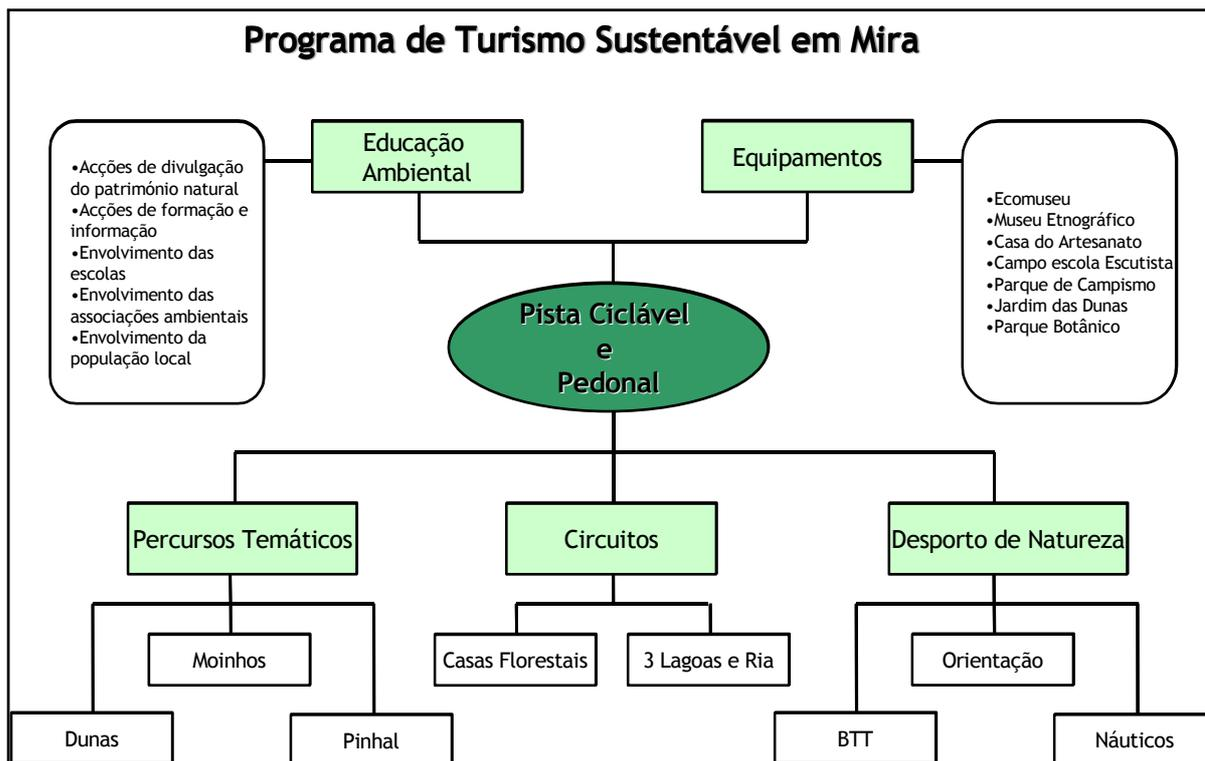 Programa de Turismo Sustentável em Mira
•Acções de divulgação
do património natural
•Acções de formação e
informação
•Envolvimento das
escolas
•Envolvimento das
associações ambientais
•Envolvimento da
população local
Educação
Ambiental
Equipamentos
•Ecomuseu
•Museu Etnográfico
•Casa do Artesanato
•Campo escola Escutista
•Parque de Campismo
•Jardim das Dunas
•Parque Botânico
Pista Ciclável
e
Pedonal
Percursos Temáticos
Circuitos
Desporto de Natureza
Moinhos
Casas Florestais
3 Lagoas e Ria
Orientação
Dunas
Pinhal
BTT
Náuticos